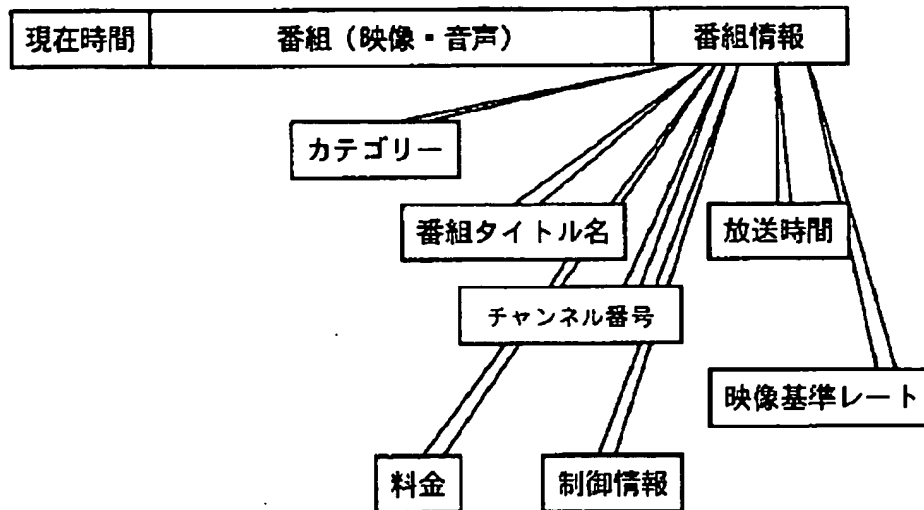 現在時間
番組（映像・音声）
番組情報
カテゴリー
番組タイトル名
放送時間
チャンネル番号
映像基準レート
料金
制御情報